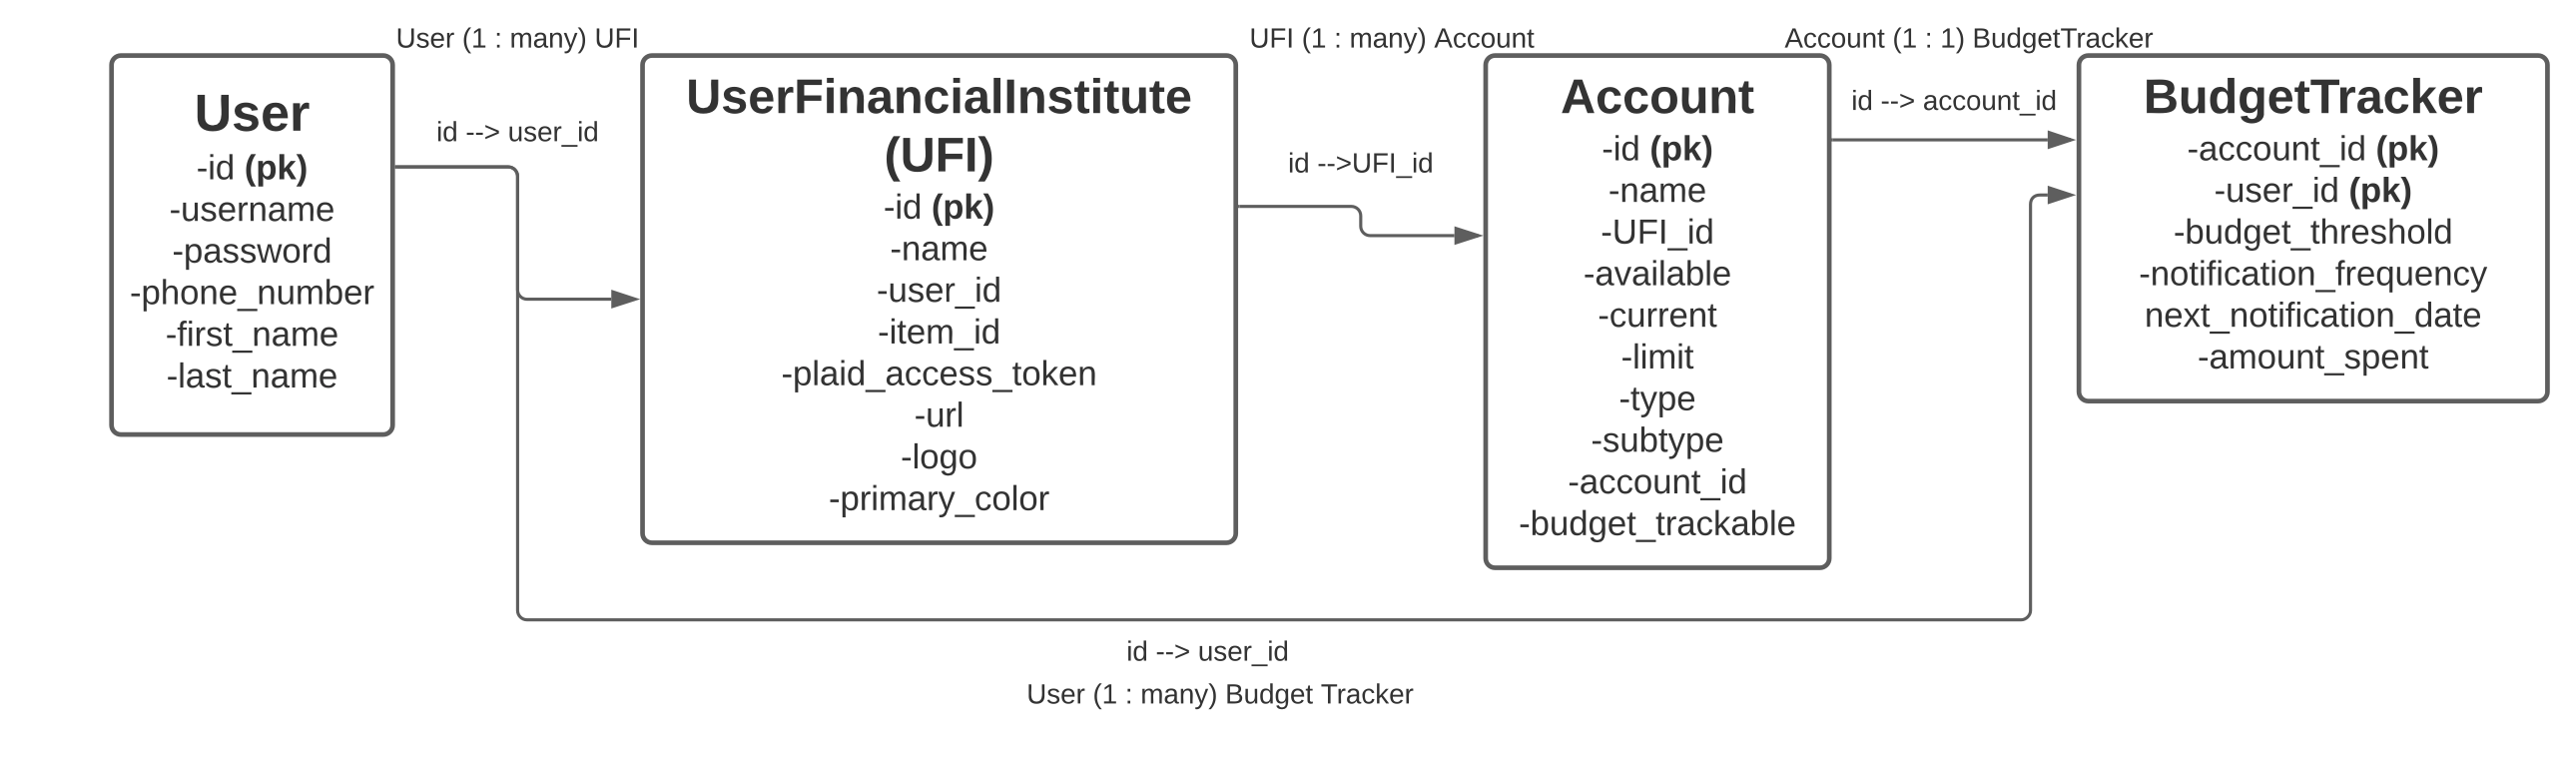 User (1 : many) UFI
UFI (1 : many) Account
Account (1 : 1) BudgetTracker
User
-id (pk)
-username
-password
-phone_number
-first_name
-last_name
id --> user_id
UserFinancialInstitute
(UFI)
-id (pk)
-name
-user_id
-item_id
-plaid_access_token
-url
-logo
-primary_color
id -->UFI_id
Account
-id (pk)
-name
-UFI_id
-available
-current
-limit
-type
-subtype
-account_id
-budget_trackable
id --> account_id
BudgetTracker
-account_id (pk)
-user_id (pk)
-budget_threshold
-notification_frequency
next_notification_date
-amount_spent
id --> user_id
User (1 : many) Budget Tracker